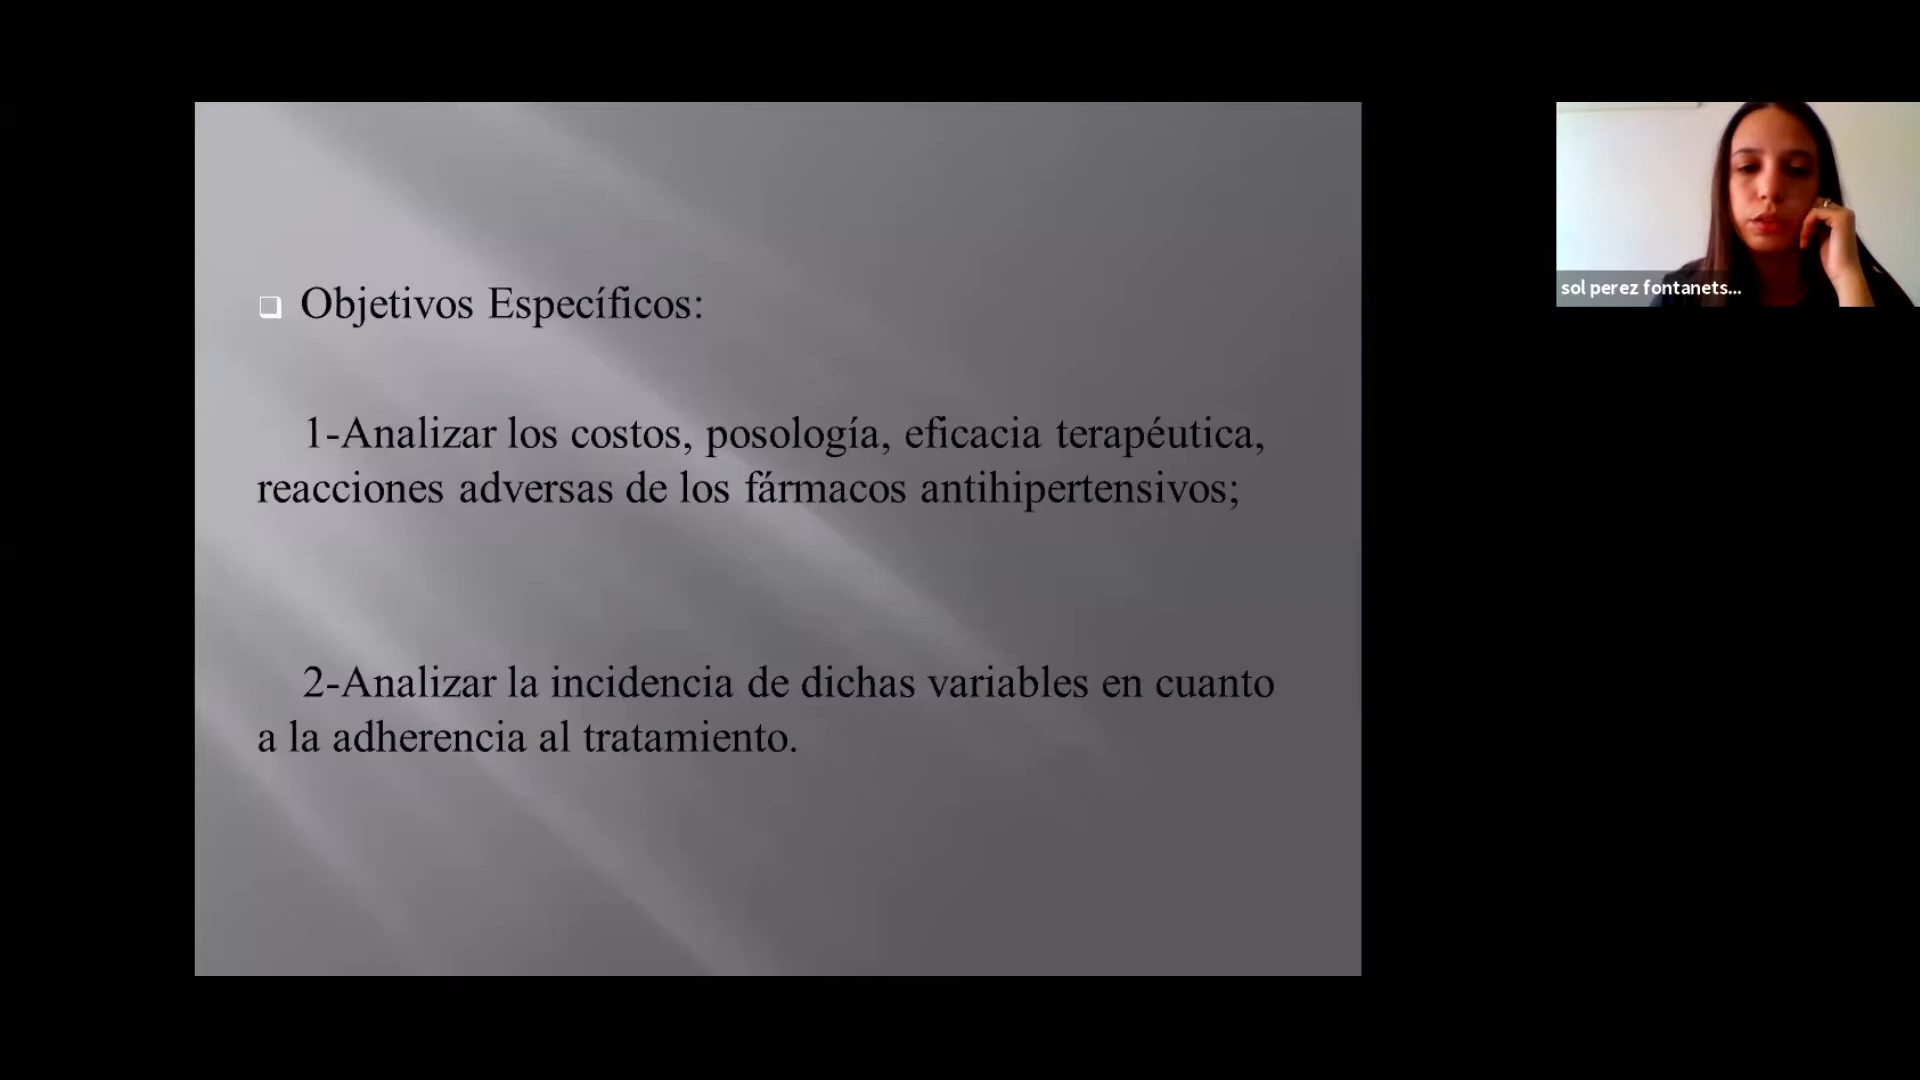 Objetivos Específicos:
1-Analizar los costos, posología, eficacia terapéutica,
reacciones adversas de los fármacos antihipertensivos;
2-Analizar la incidencia de dichas variables en cuanto
a la adherencia al tratamiento.
sol perez fontanets...